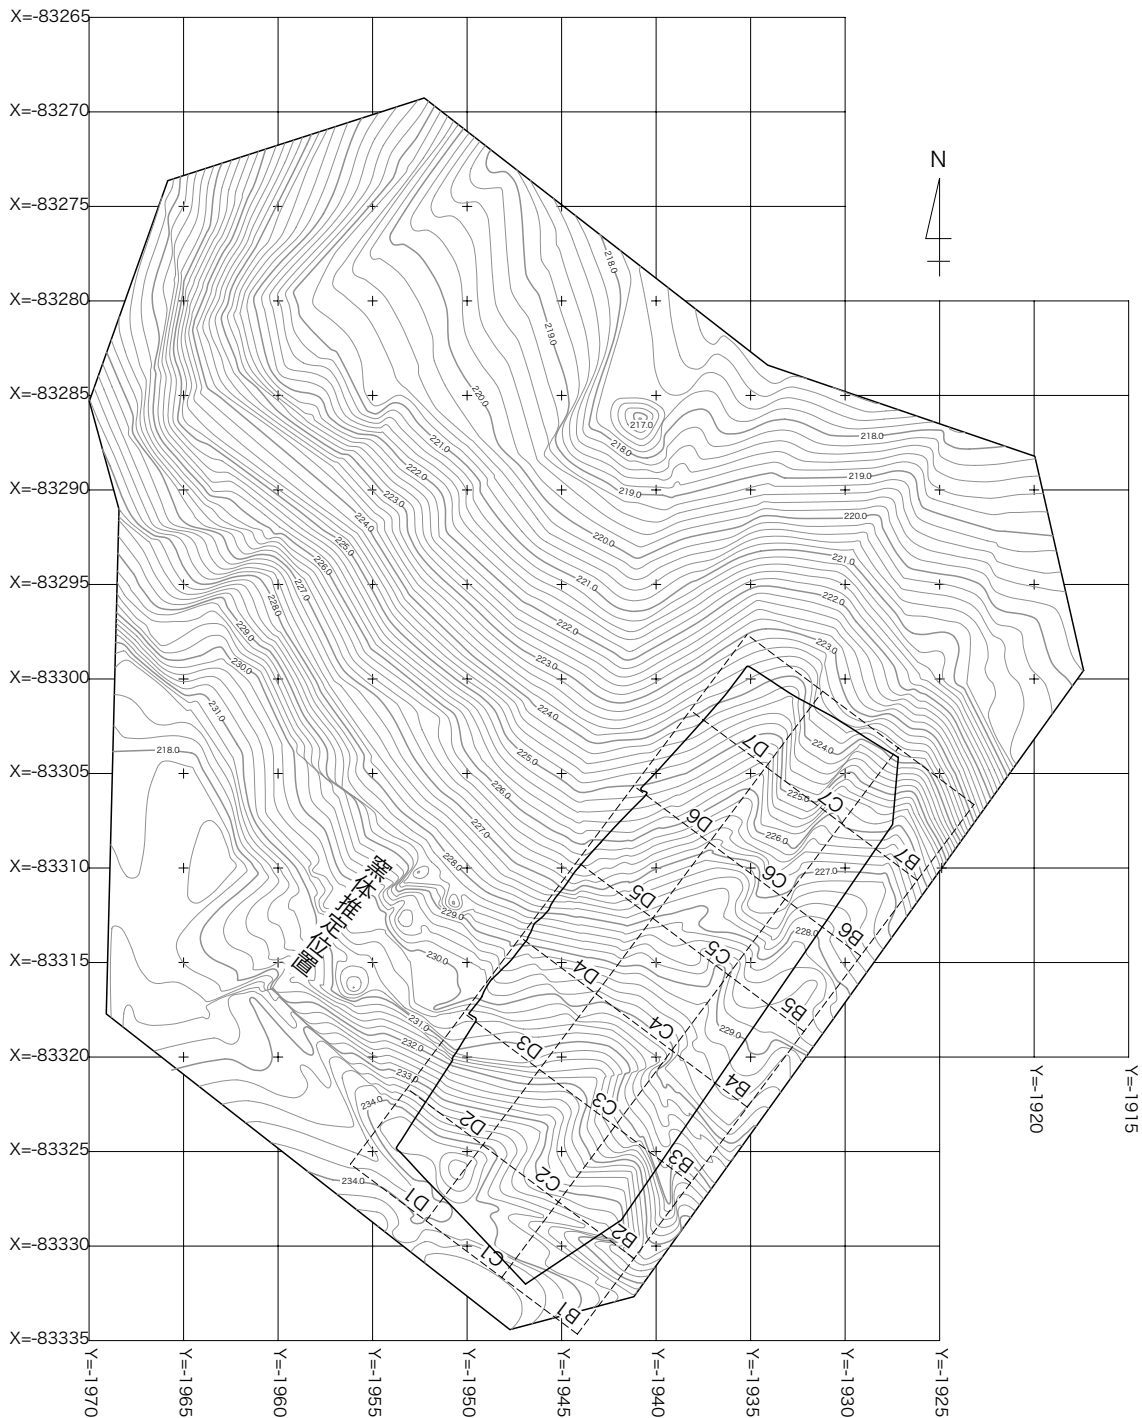 X=-83265
X=-83270
N
X=-83275
218.0
X=-83280
219.0
X=-83285
220.0
217.0
218.0
218.0
221.0
222.0
219.0
X=-83290
223.0
219.0
224.0
220.0
220.0
225.0
221.0
X=-83295
226.0
227.0
221.0
228.0
222.0
229.0
222.0
223.0
230.0
223.0
X=-83300
231.0
224.0
218.0
D7
224.0
225.0
X=-83305
226.0
225.0
C7
D6
227.0
226.0
228.0
B7
X=-83310
窯体推定位置
C6
227.0
D5
229.0
228.0
B6
230.0
C5
X=-83315
D4
B5
231.0
C4
229.0
232.0
D3
X=-83320
233.0
B4
234.0
C3
D2
X=-83325
B3
234.0
C2
D1
B2
X=-83330
C1
B1
X=-83335
Y=-1970
Y=-1965
Y=-1960
Y=-1955
Y=-1950
Y=-1945
Y=-1940
Y=-1935
Y=-1930
Y=-1925
Y=-1920
Y=-1915